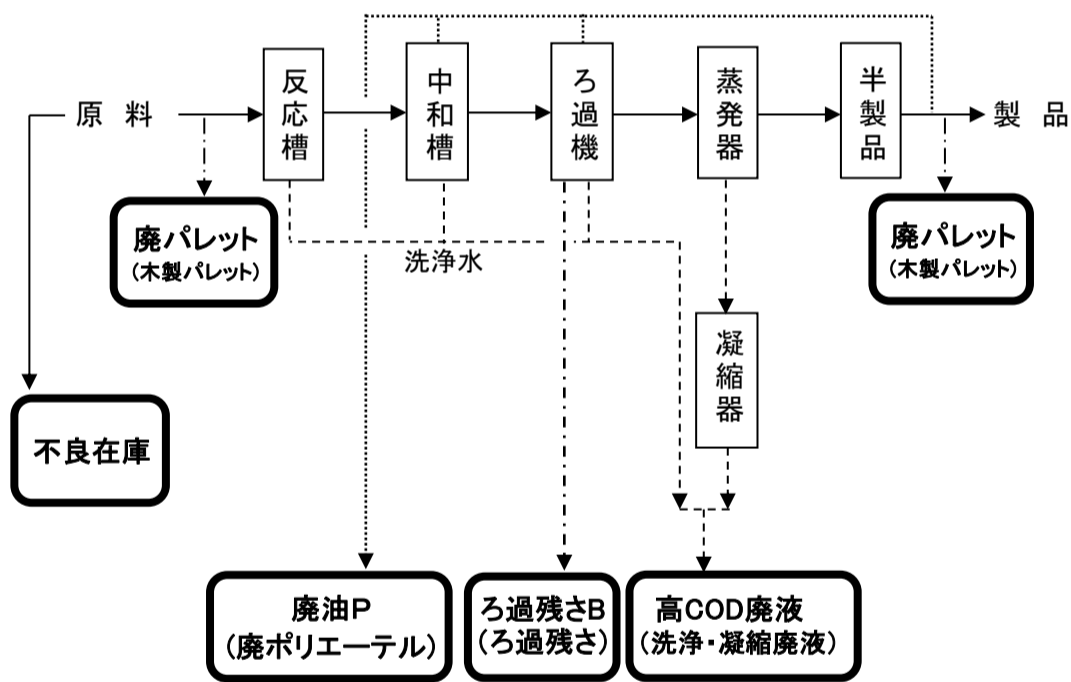 原料
反応槽
中和槽
ろ過機
蒸発器
半製品
製品
廃パレット
(木製パレット)
洗浄水
廃パレット
(木製パレット)
凝縮器
不良在庫
廃油P
(廃ポリエーテル)
ろ過残さB
(ろ過残さ)
高COD廃液
(洗浄・凝縮廃液)